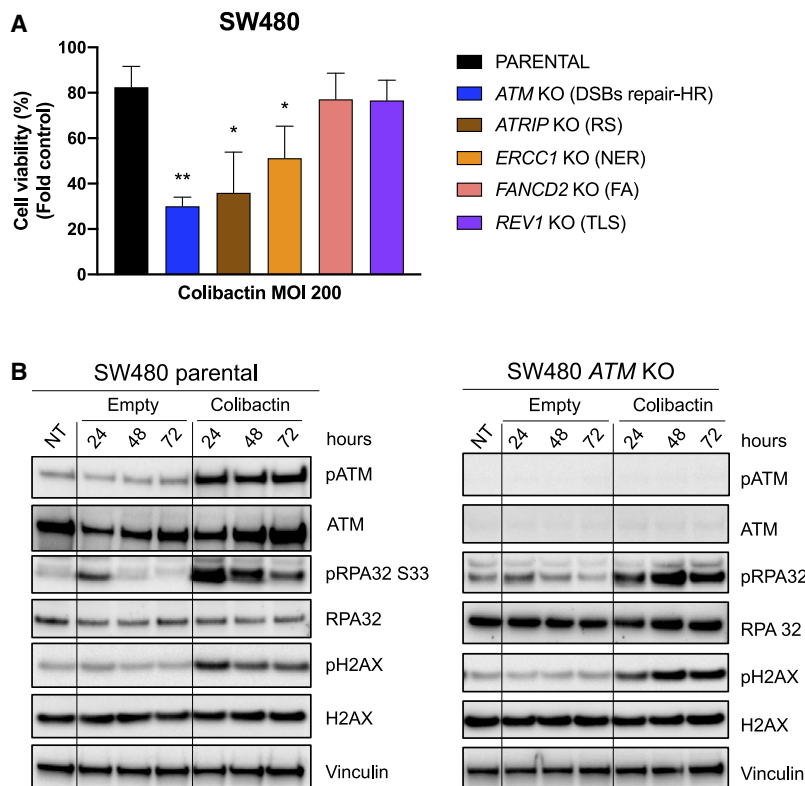 A
SW480
Cell viability (%)
(Fold control)
100
80
60
40
20
0
**
*
*
Colibactin MOI 200
PARENTAL
ATM KO (DSBs repair-HR)
ATRIP KO (RS)
ERCC1 KO (NER)
FANCD2 KO (FA)
REV1 KO (TLS)
B
SW480 parental
Empty Colibactin
NT 24 48 72 24 48 72 hours
pATM
ATM
pRPA32 S33
RPA32
pH2AX
H2AX
Vinculin
SW480 ATM KO
Empty Colibactin
NT 24 48 72 24 48 72 hours
pATM
ATM
pRPA32
RPA 32
pH2AX
H2AX
Vinculin